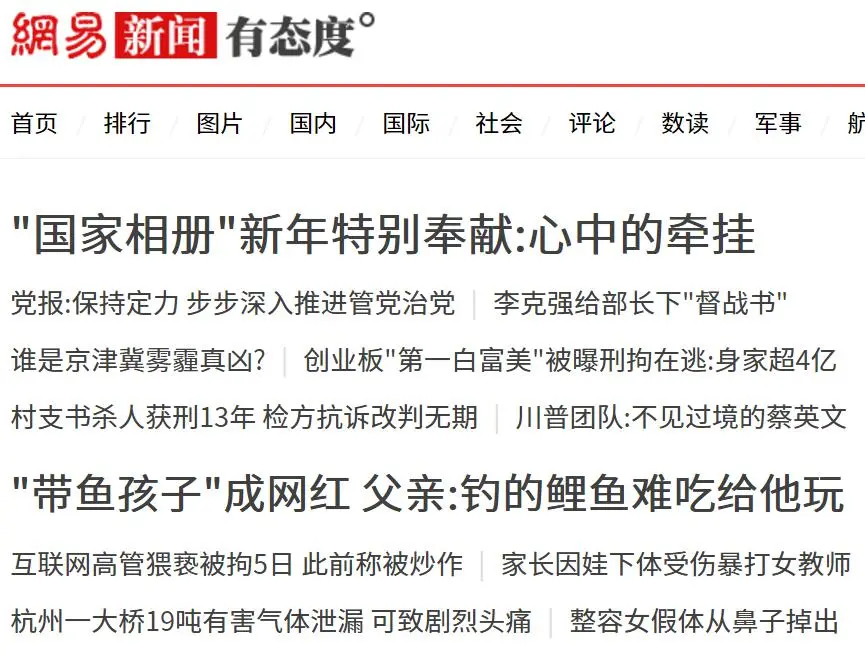 網易 新闻 有态度°
首页 / 排行 / 图片 / 国内 / 国际 / 社会 / 评论 / 数读 / 军事 / 航
"国家相册"新年特别奉献:心中的牵挂
党报:保持定力 步步深入推进管党治党 | 李克强给部长下"督战书"
谁是京津冀雾霾真凶? | 创业板"第一白富美"被曝刑拘在逃:身家超4亿
村支书杀人获刑13年 检方抗诉改判无期 | 川普团队:不见过境的蔡英文
"带鱼孩子"成网红 父亲:钓的鲤鱼难吃给他玩
互联网高管猥亵被拘5日 此前称被炒作 | 家长因娃下体受伤暴打女教师
杭州一大桥19吨有害气体泄漏 可致剧烈头痛 | 整容女假体从鼻子掉出